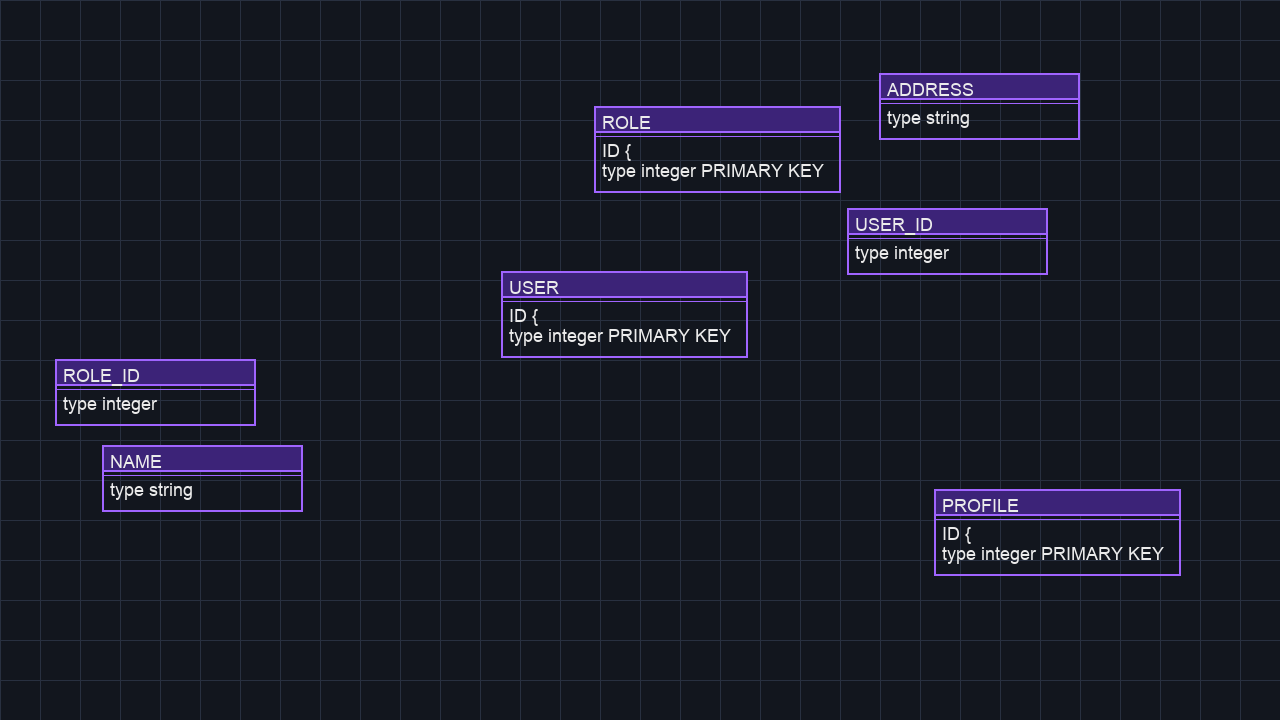 ADDRESS
type string
ROLE
ID {
type integer PRIMARY KEY
USER_ID
type integer
USER
ID {
type integer PRIMARY KEY
ROLE_ID
type integer
NAME
type string
PROFILE
ID {
type integer PRIMARY KEY